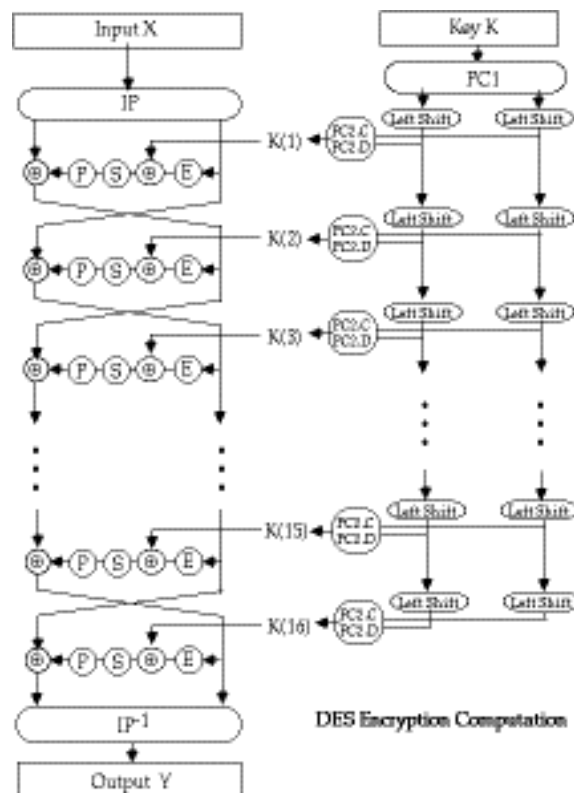 Input X
Key K
IP
PC1
Left Shift Left Shift
⊕ P S ⊕ E
K(1)
PC2.C
PC2.D
Left Shift Left Shift
⊕ P S ⊕ E
K(2)
PC2.C
PC2.D
Left Shift Left Shift
⊕ P S ⊕ E
K(3)
PC2.C
PC2.D
Left Shift Left Shift
⊕ P S ⊕ E
K(15)
PC2.C
PC2.D
Left Shift Left Shift
⊕ P S ⊕ E
K(16)
PC2.C
PC2.D
IP-1
DES Encryption Computation
Output Y